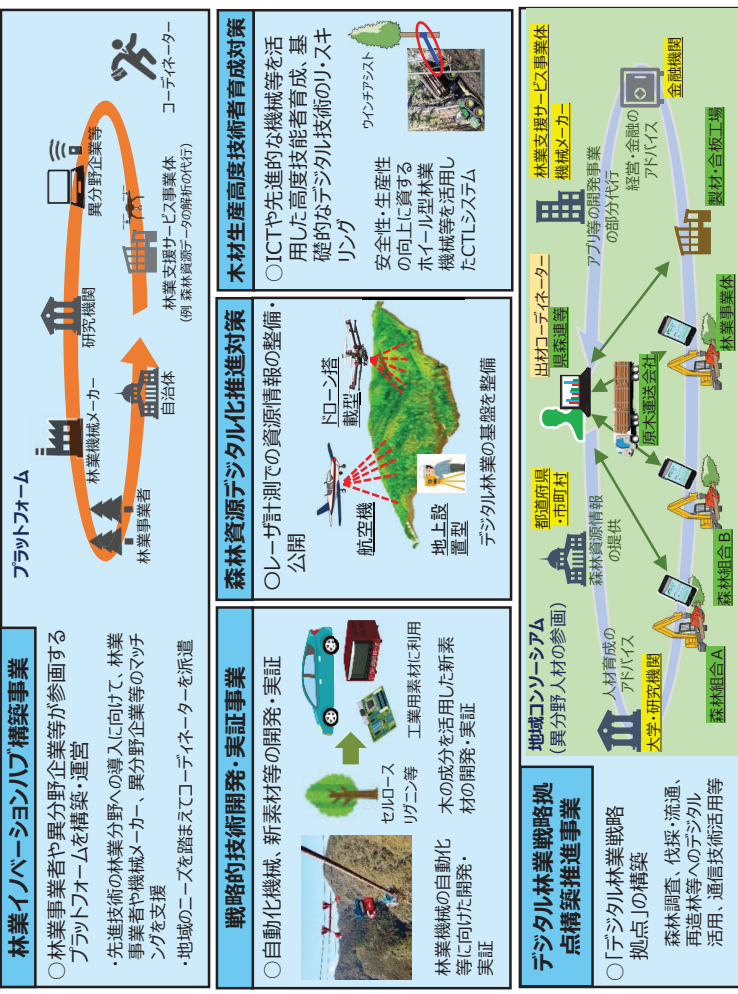 林業イノベーションハブ構築事業
○林業事業者や異分野企業等が参画する
プラットフォームを構築・運営
・先進技術の林業分野への導入に向けて、林業
事業者や機械メーカー、異分野企業等のマッチ
ングを支援
・地域のニーズを踏まえてコーディネーターを派遣
プラットフォーム
林業機械メーカー
研究機関
異分野企業等
コーディネーター
林業事業者
自治体
林業支援サービス事業体
(例:森林資源データの解析の代行)
戦略的技術開発・実証事業
○自動化機械、新素材等の開発・実証
林業機械の自動化
等に向けた開発・
実証
セルロース
リグニン等
工業用素材に利用
木の成分を活用した新素
材の開発・実証
森林資源デジタル化推進対策
○レーザ計測での資源情報の整備・
公開
航空機
ドローン搭
載型
地上設
置型
デジタル林業の基盤を整備
木材生産高度技術者育成対策
○ICTや先進的な機械等を活
用した高度技能者育成、基
礎的なデジタル技術のリ・スキ
リング
安全性・生産性
の向上に資する
ホイール型林業
機械等を活用し
たCTLシステム
ウインチアシスト
デジタル林業戦略拠
点構築推進事業
○「デジタル林業戦略
拠点」の構築
森林調査、伐採・流通、
再造林等へのデジタル
活用、通信技術活用等
地域コンソーシアム
(異分野人材の参画)
大学・研究機関
人材育成の
アドバイス
都道府県
・市町村
森林資源情報
の提供
出材コーディネーター
県森連等
林業支援サービス事業体
機械メーカー
アプリ等の開発事業
の部分代行
金融機関
経営・金融の
アドバイス
原木運送会社
製材・合板工場
森林組合A
森林組合B
林業事業体